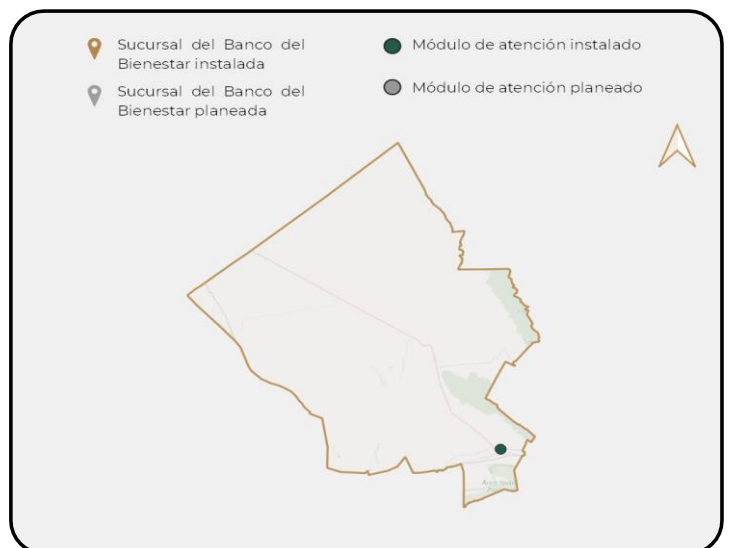 Sucursal del Banco del
Bienestar instalada
Sucursal del Banco del
Bienestar planeada
Módulo de atención instalado
Módulo de atención planeado